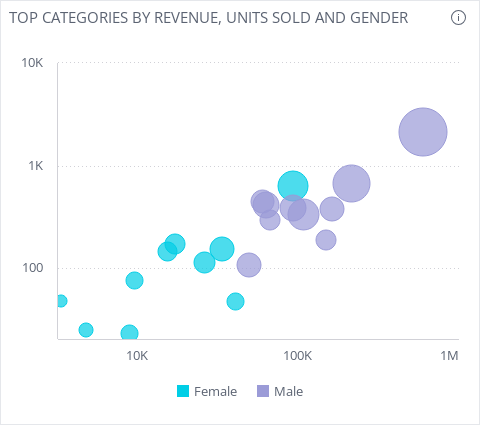 TOP CATEGORIES BY REVENUE, UNITS SOLD AND GENDER
10K
1K
100
10K 100K 1M
Female Male